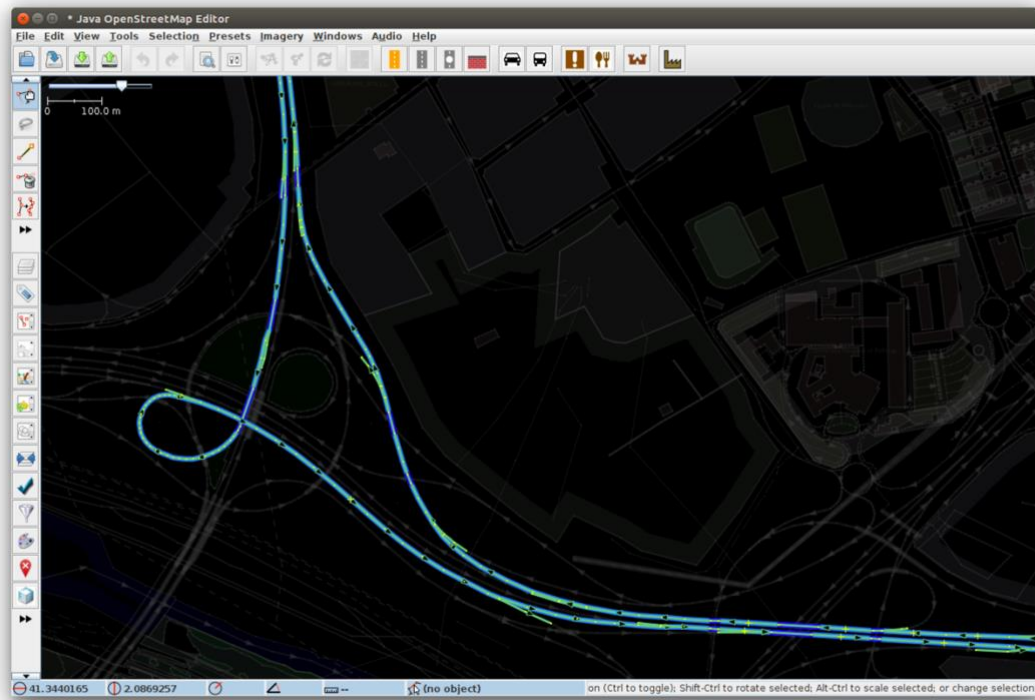 * Java OpenStreetMap Editor
File Edit View Tools Selection Presets Imagery Windows Audio Help
0 100.0 m
41.3440165 2.0869257 -- (no object) on (Ctrl to toggle); Shift-Ctrl to rotate selected; Alt-Ctrl to scale selected; or change selection